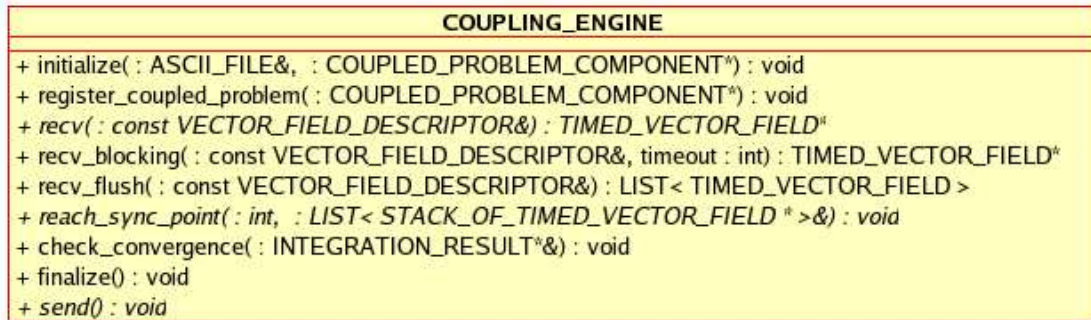 COUPLING_ENGINE
+ initialize( : ASCII_FILE&, : COUPLED_PROBLEM_COMPONENT*) : void
+ register_coupled_problem( : COUPLED_PROBLEM_COMPONENT*) : void
+ recv( : const VECTOR_FIELD_DESCRIPTOR&) : TIMED_VECTOR_FIELD*
+ recv_blocking( : const VECTOR_FIELD_DESCRIPTOR&, timeout : int) : TIMED_VECTOR_FIELD*
+ recv_flush( : const VECTOR_FIELD_DESCRIPTOR&) : LIST< TIMED_VECTOR_FIELD >
+ reach_sync_point( : int, : LIST< STACK_OF_TIMED_VECTOR_FIELD * >&) : void
+ check_convergence( : INTEGRATION_RESULT*&) : void
+ finalize() : void
+ send() : void